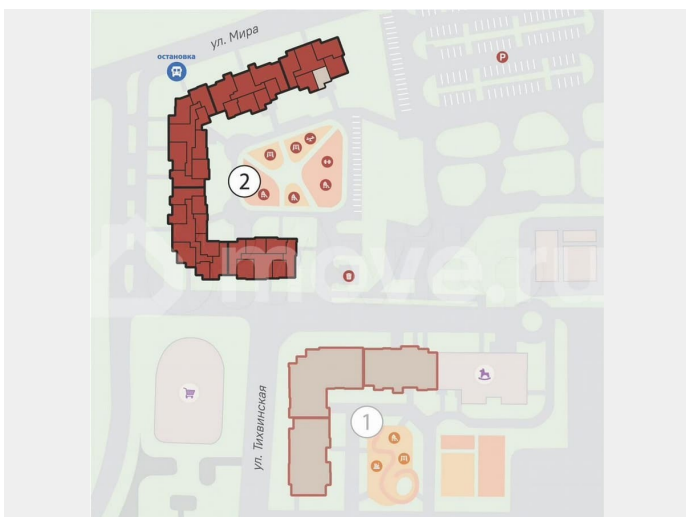 ул. Мира
остановка
P
2
move.ru
ул. Тихвинская
1